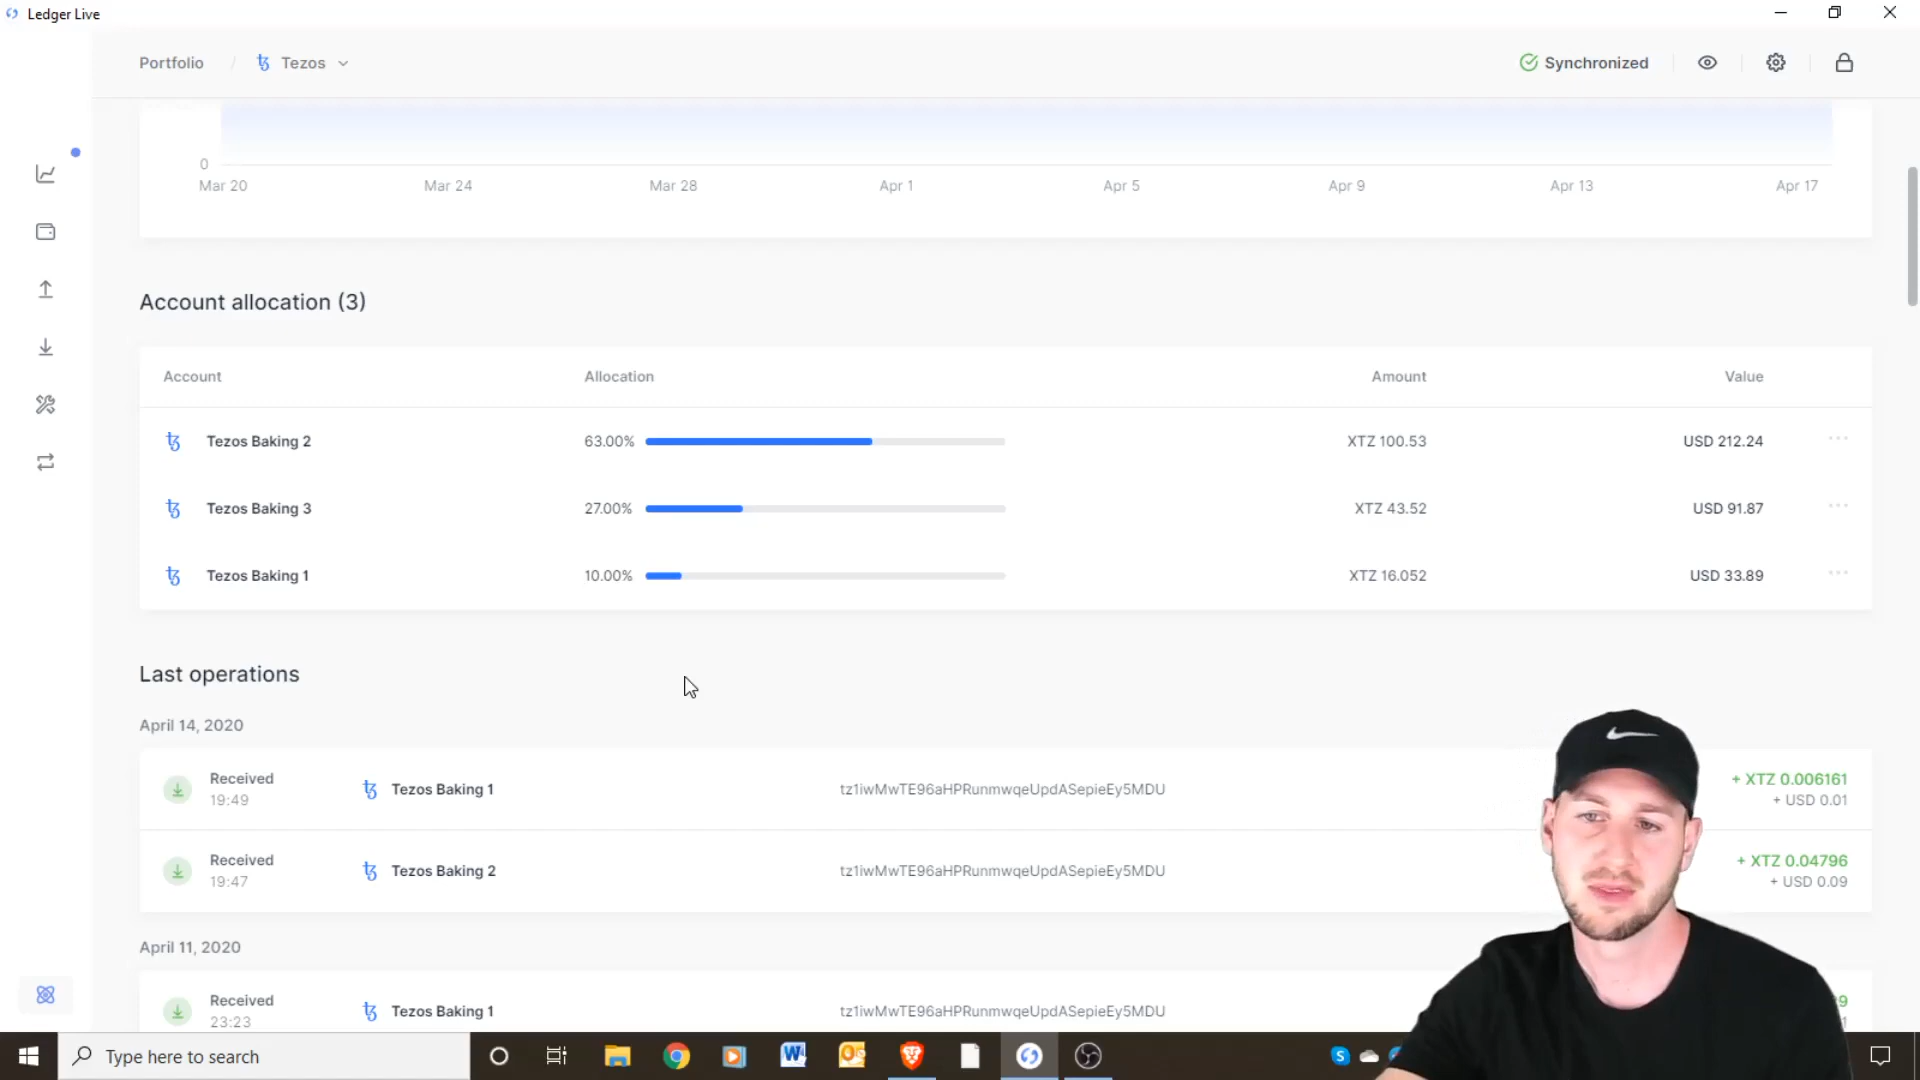 Ledger Live
Portfolio / Tezos
Synchronized
0
Mar 20 Mar 24 Mar 28 Apr 1 Apr 5 Apr 9 Apr 13 Apr 17
Account allocation (3)
Account Allocation Amount Value
Tezos Baking 2 63.00% XTZ 100.53 USD 212.24
Tezos Baking 3 27.00% XTZ 43.52 USD 91.87
Tezos Baking 1 10.00% XTZ 16.052 USD 33.89
Last operations
April 14, 2020
Received Tezos Baking 1 tz1iwMwTE96aHPRunmwqeUpdASepieEy5MDU + XTZ 0.006161
19:49 + USD 0.01
Received Tezos Baking 2 tz1iwMwTE96aHPRunmwqeUpdASepieEy5MDU + XTZ 0.04796
19:47 + USD 0.09
April 11, 2020
Received Tezos Baking 1 tz1iwMwTE96aHPRunmwqeUpdASepieEy5MDU
23:23
Type here to search